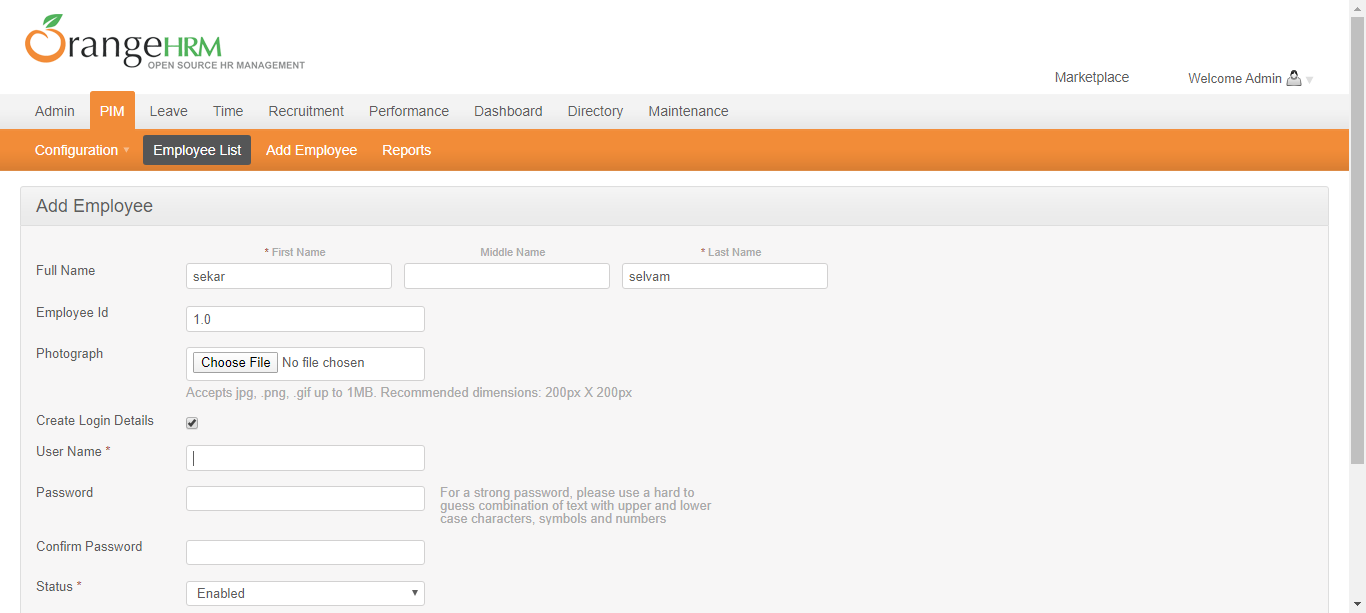 OrangeHRM
OPEN SOURCE HR MANAGEMENT
Marketplace Welcome Admin
Admin PIM Leave Time Recruitment Performance Dashboard Directory Maintenance
Configuration Employee List Add Employee Reports
Add Employee
* First Name Middle Name * Last Name
Full Name sekar selvam
Employee Id 1.0
Photograph Choose File No file chosen
Accepts jpg, .png, .gif up to 1MB. Recommended dimensions: 200px X 200px
Create Login Details
User Name *
Password For a strong password, please use a hard to
guess combination of text with upper and lower
case characters, symbols and numbers
Confirm Password
Status * Enabled